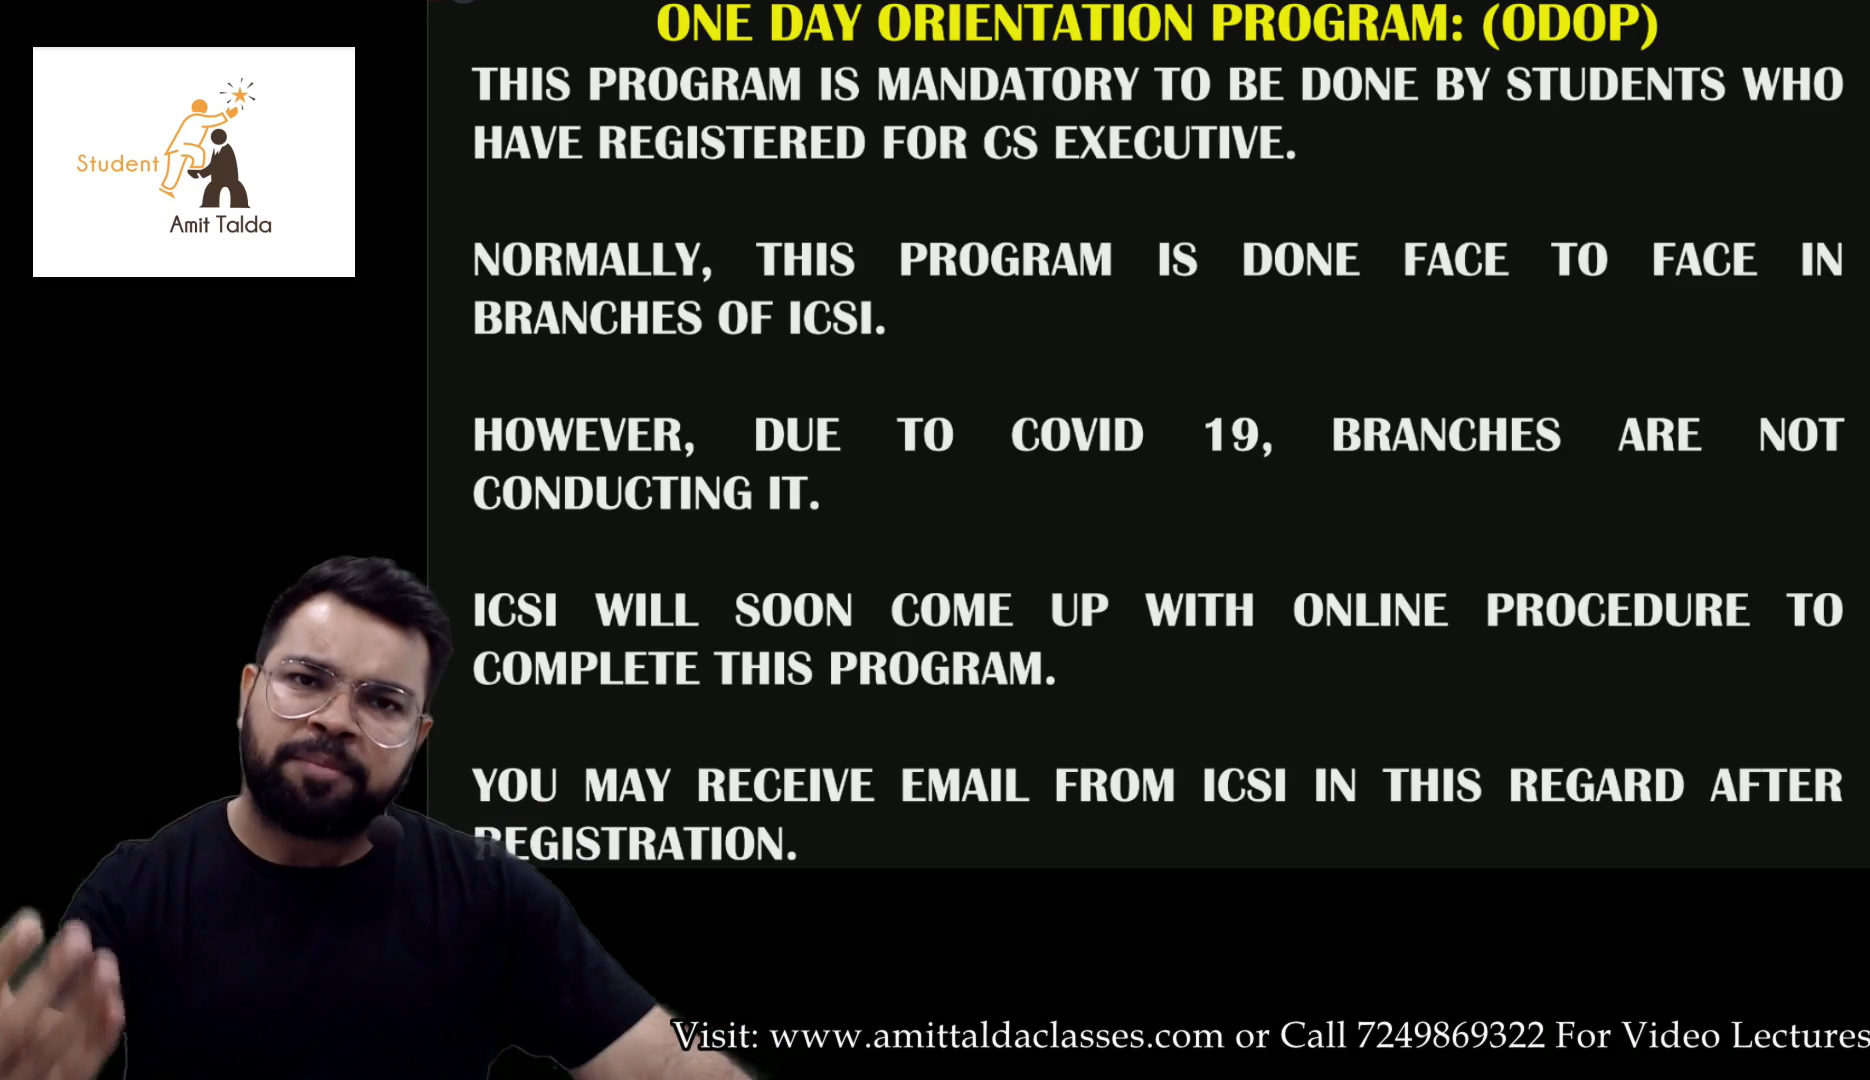 ONE DAY ORIENTATION PROGRAM: (ODOP)
THIS PROGRAM IS MANDATORY TO BE DONE BY STUDENTS WHO
HAVE REGISTERED FOR CS EXECUTIVE.
NORMALLY, THIS PROGRAM IS DONE FACE TO FACE IN
BRANCHES OF ICSI.
HOWEVER, DUE TO COVID 19, BRANCHES ARE NOT
CONDUCTING IT.
ICSI WILL SOON COME UP WITH ONLINE PROCEDURE TO
COMPLETE THIS PROGRAM.
YOU MAY RECEIVE EMAIL FROM ICSI IN THIS REGARD AFTER
REGISTRATION.
Student
Amit Talda
Visit: www.amittaldaclasses.com or Call 7249869322 For Video Lectures